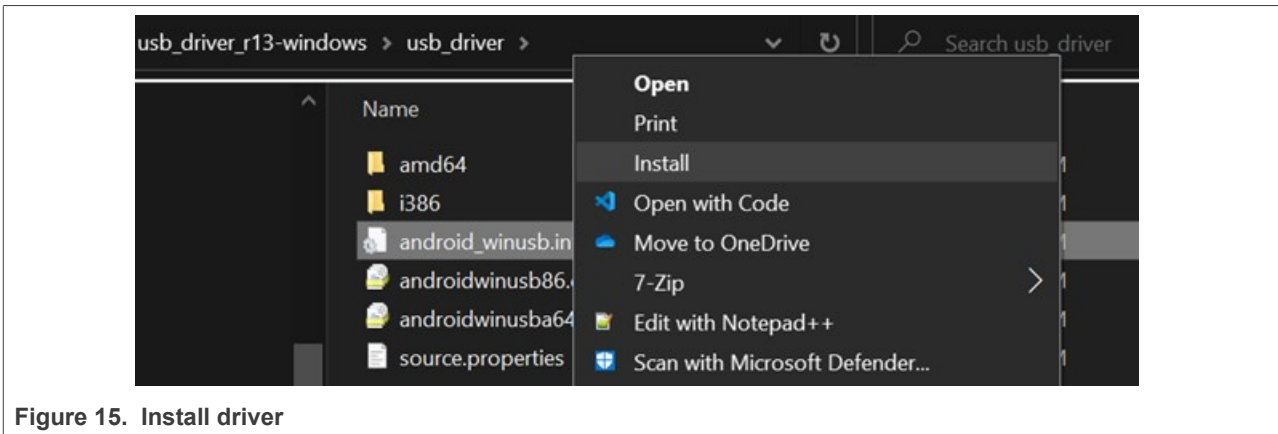 usb_driver_r13-windows > usb_driver >
Search usb_driver
Name
amd64
i386
android_winusb.in
androidwinusb86.
androidwinusba64
source.properties
Open
Print
Install
Open with Code
Move to OneDrive
7-Zip
Edit with Notepad++
Scan with Microsoft Defender...
Figure 15. Install driver